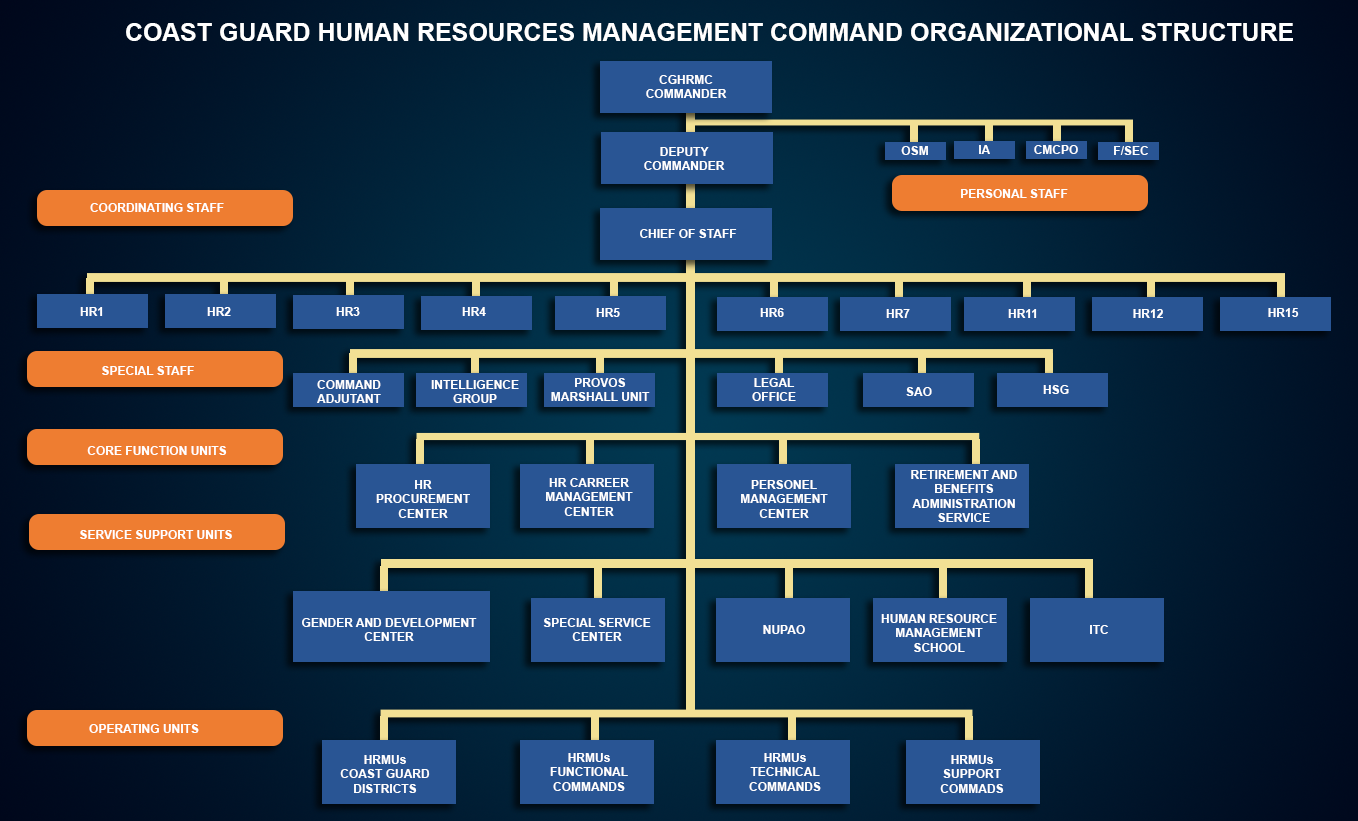 COAST GUARD HUMAN RESOURCES MANAGEMENT COMMAND ORGANIZATIONAL STRUCTURE
CGHRMC
COMMANDER
DEPUTY
COMMANDER
OSM
IA
CMCPO
F/SEC
PERSONAL STAFF
COORDINATING STAFF
CHIEF OF STAFF
HR1
HR2
HR3
HR4
HR5
HR6
HR7
HR11
HR12
HR15
SPECIAL STAFF
COMMAND
ADJUTANT
INTELLIGENCE
GROUP
PROVOS
MARSHALL UNIT
LEGAL
OFFICE
SAO
HSG
CORE FUNCTION UNITS
HR
PROCUREMENT
CENTER
HR CARREER
MANAGEMENT
CENTER
PERSONEL
MANAGEMENT
CENTER
RETIREMENT AND
BENEFITS
ADMINISTRATION
SERVICE
SERVICE SUPPORT UNITS
GENDER AND DEVELOPMENT
CENTER
SPECIAL SERVICE
CENTER
NUPAO
HUMAN RESOURCE
MANAGEMENT
SCHOOL
ITC
OPERATING UNITS
HRMUs
COAST GUARD
DISTRICTS
HRMUs
FUNCTIONAL
COMMANDS
HRMUs
TECHNICAL
COMMANDS
HRMUs
SUPPORT
COMMADS